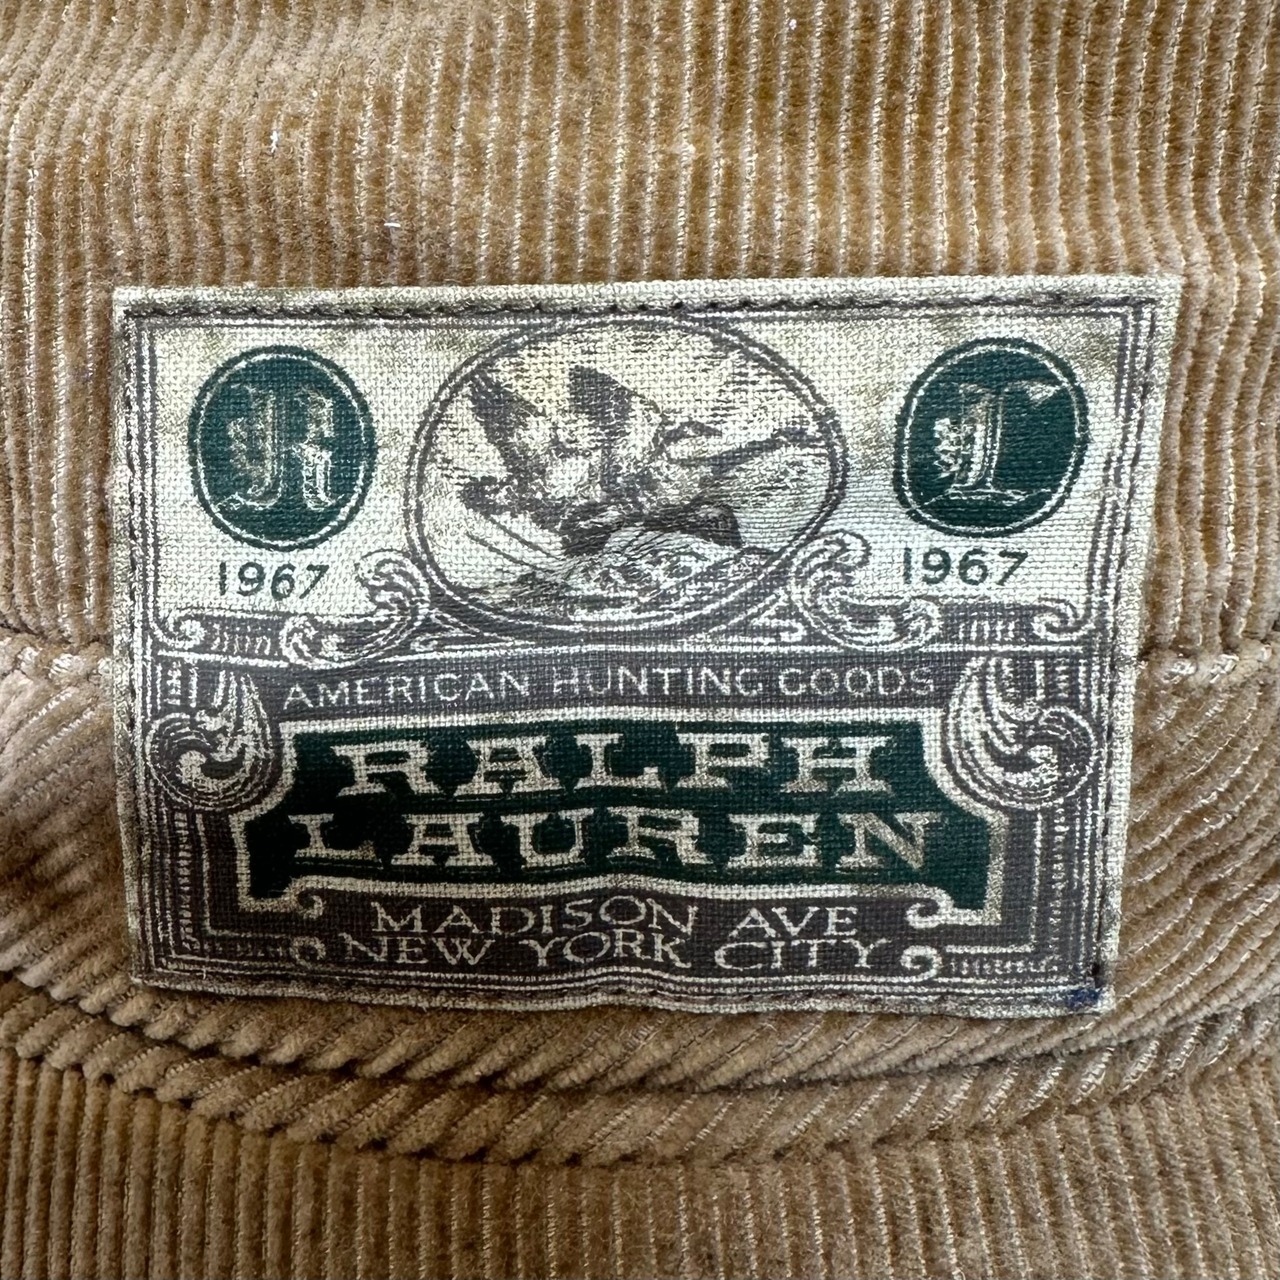 R
L
1967
1967
AMERICAN HUNTING GOODS
RALPH
LAUREN
MADISON AVE
NEW YORK CITY